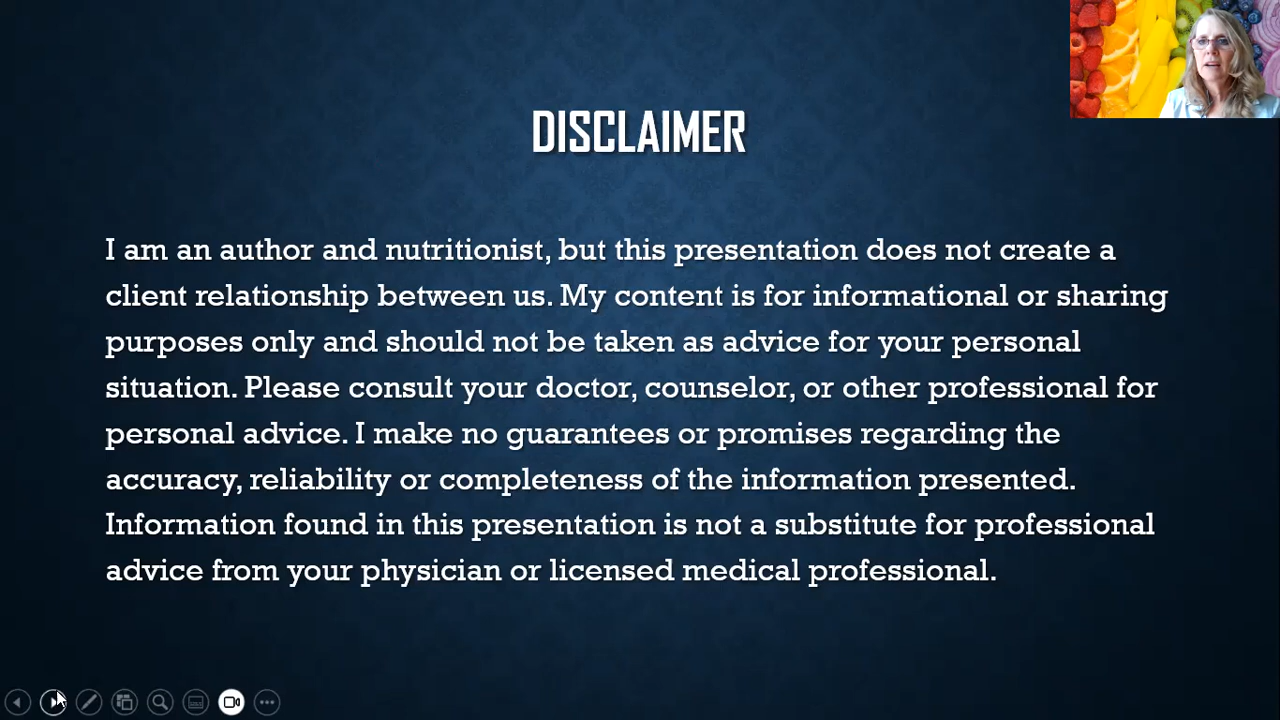 DISCLAIMER
I am an author and nutritionist, but this presentation does not create a
client relationship between us. My content is for informational or sharing
purposes only and should not be taken as advice for your personal
situation. Please consult your doctor, counselor, or other professional for
personal advice. I make no guarantees or promises regarding the
accuracy, reliability or completeness of the information presented.
Information found in this presentation is not a substitute for professional
advice from your physician or licensed medical professional.